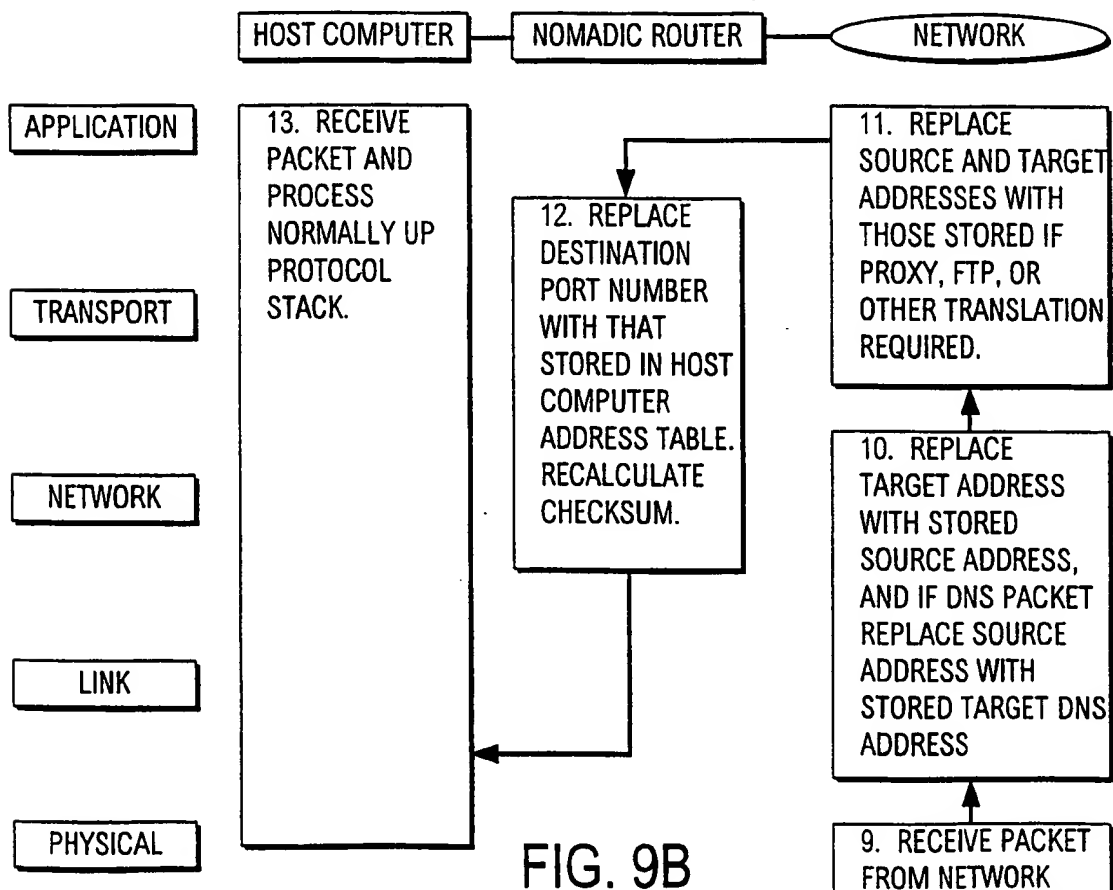 HOST COMPUTER
NOMADIC ROUTER
NETWORK
APPLICATION
TRANSPORT
NETWORK
LINK
PHYSICAL
13. RECEIVE
PACKET AND
PROCESS
NORMALLY UP
PROTOCOL
STACK.
12. REPLACE
DESTINATION
PORT NUMBER
WITH THAT
STORED IN HOST
COMPUTER
ADDRESS TABLE.
RECALCULATE
CHECKSUM.
11. REPLACE
SOURCE AND TARGET
ADDRESSES WITH
THOSE STORED IF
PROXY, FTP, OR
OTHER TRANSLATION
REQUIRED.
10. REPLACE
TARGET ADDRESS
WITH STORED
SOURCE ADDRESS,
AND IF DNS PACKET
REPLACE SOURCE
ADDRESS WITH
STORED TARGET DNS
ADDRESS
9. RECEIVE PACKET
FROM NETWORK
FIG. 9B